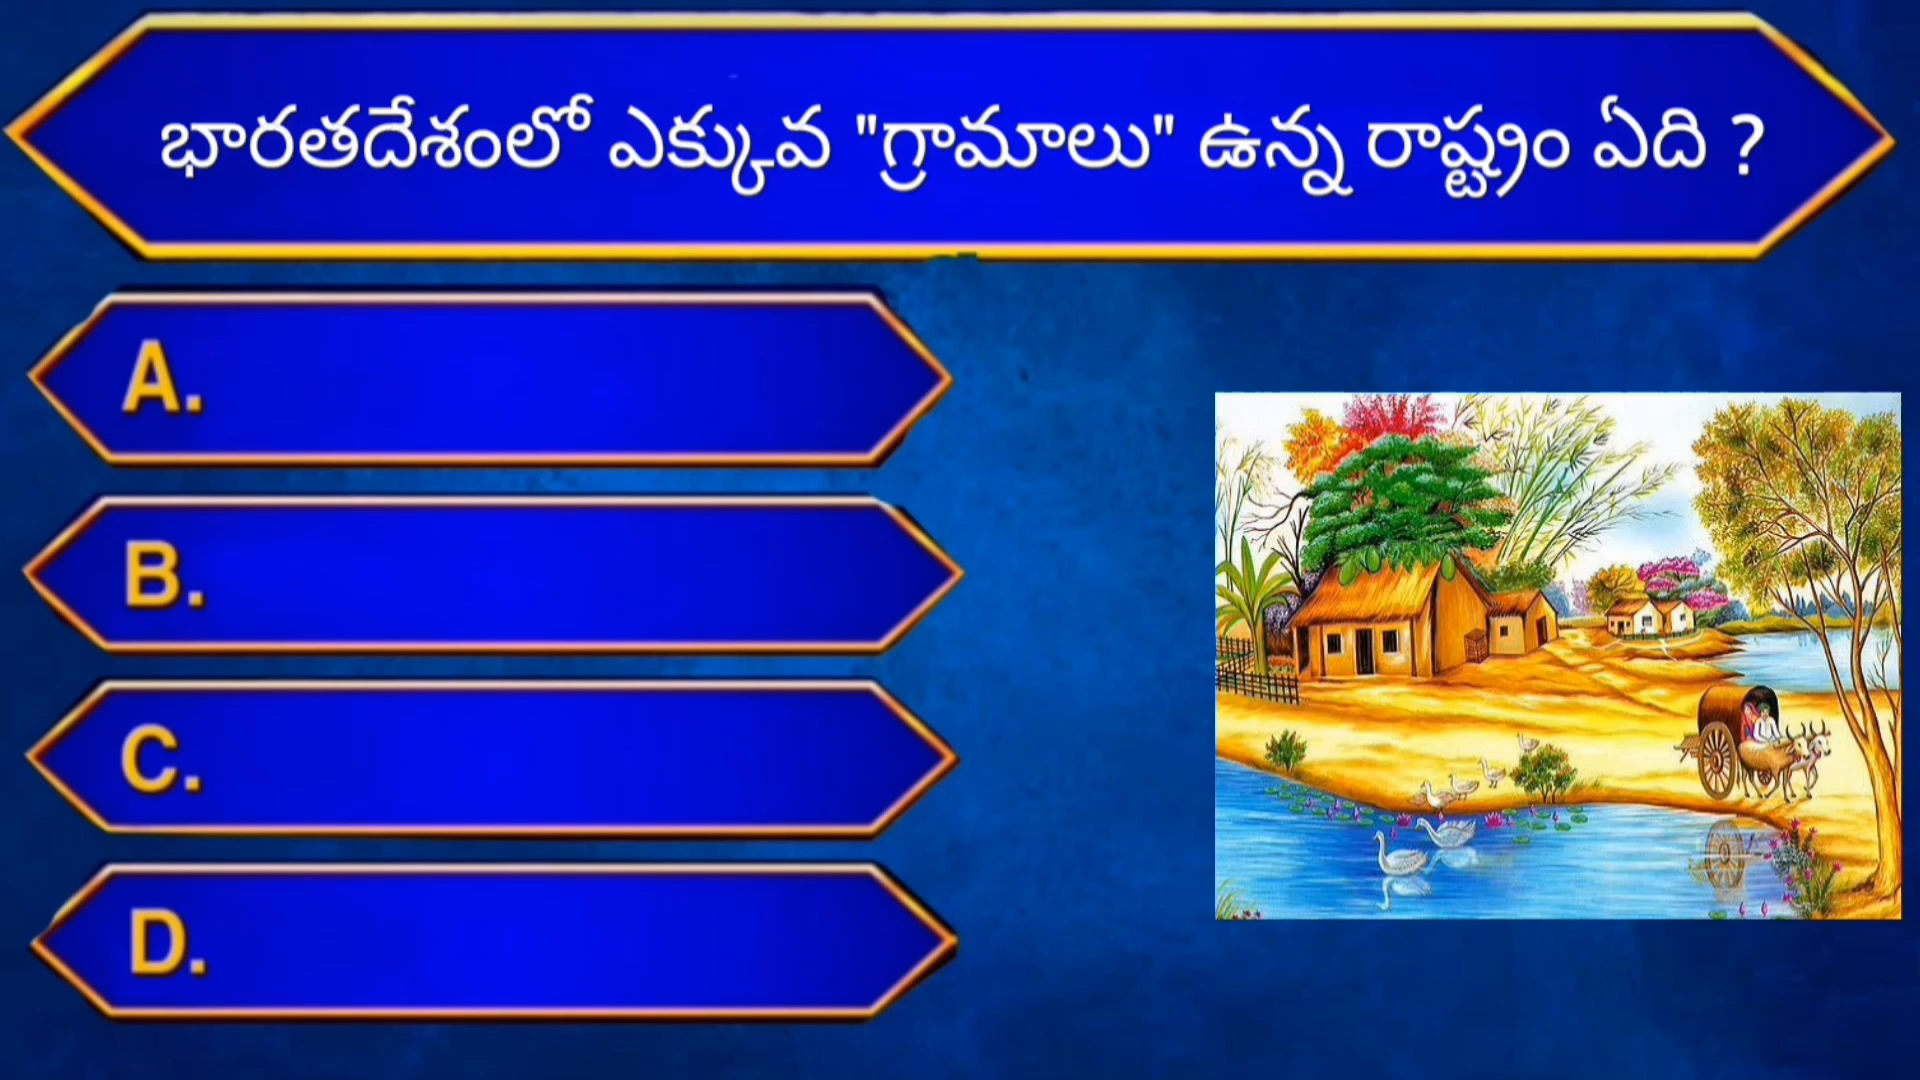 భారతదేశంలో ఎక్కువ "గ్రామాలు" ఉన్న రాష్ట్రం ఏది ?
A.
B.
C.
D.